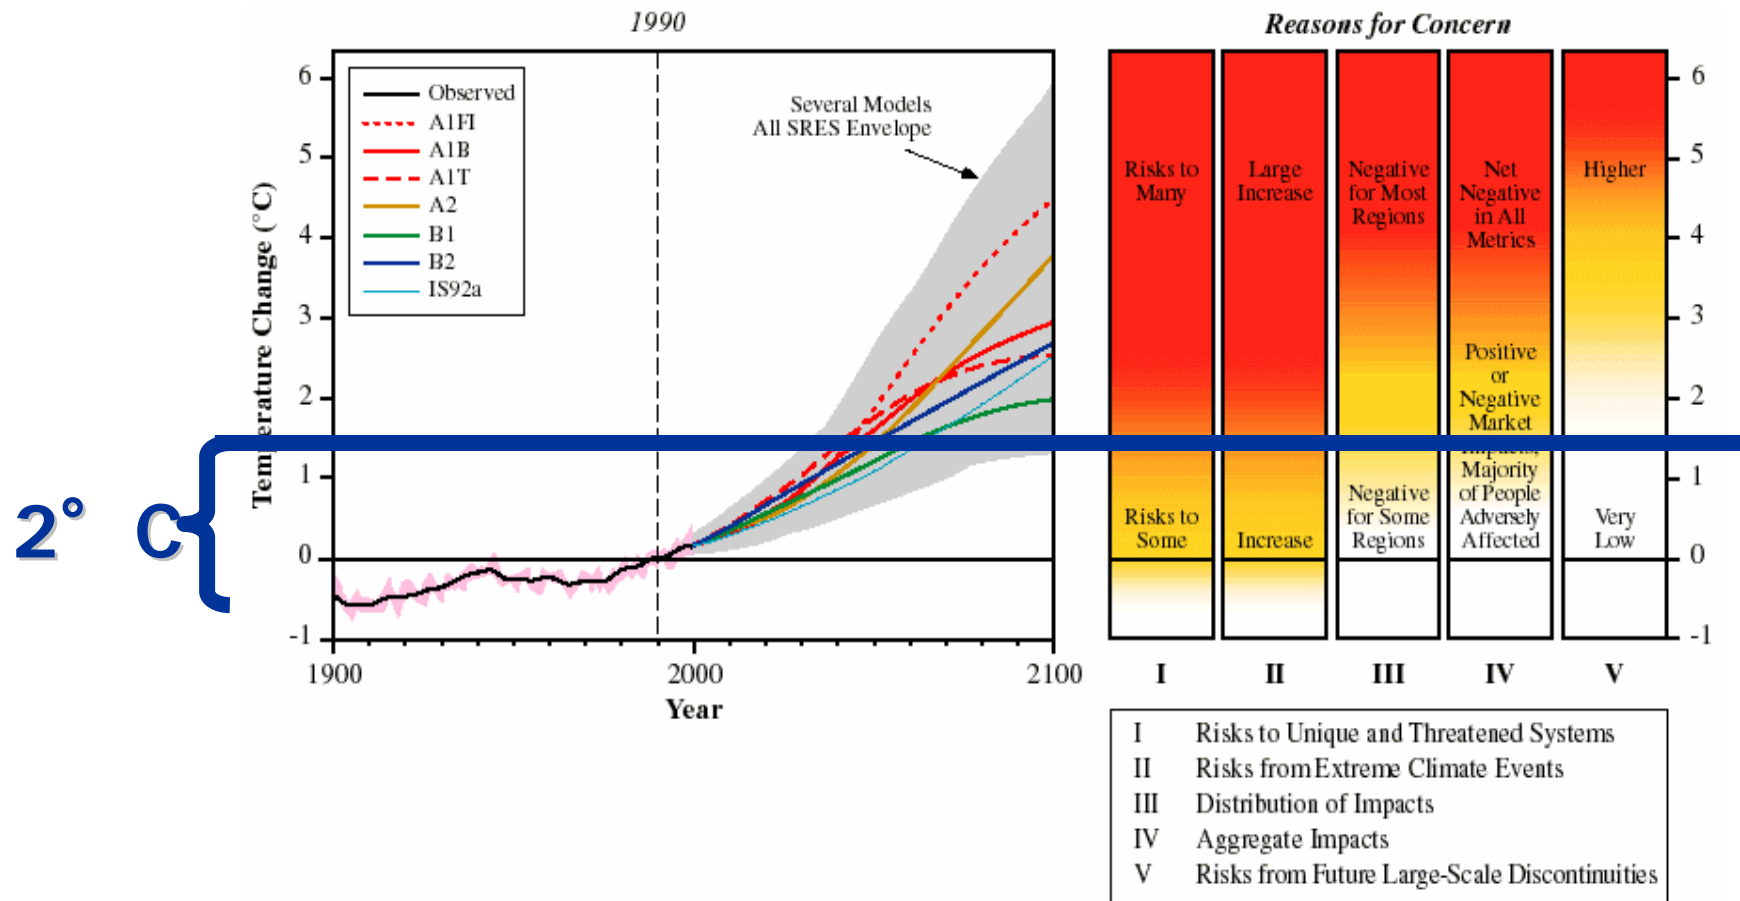 1990
Reasons for Concern
Observed
A1FI
A1B
A1T
A2
B1
B2
IS92a
Several Models
All SRES Envelope
Temperature Change (°C)
6
5
4
3
2
1
0
-1
1900
2000
2100
Year
2° C
Risks to
Many
Risks to
Some
Large
Increase
Increase
Negative
for Most
Regions
Negative
for Some
Regions
Net
Negative
in All
Metrics
Positive
or
Negative
Market
Impacts;
Majority
of People
Adversely
Affected
Higher
Very
Low
6
5
4
3
2
1
0
-1
I
II
III
IV
V
I Risks to Unique and Threatened Systems
II Risks from Extreme Climate Events
III Distribution of Impacts
IV Aggregate Impacts
V Risks from Future Large-Scale Discontinuities